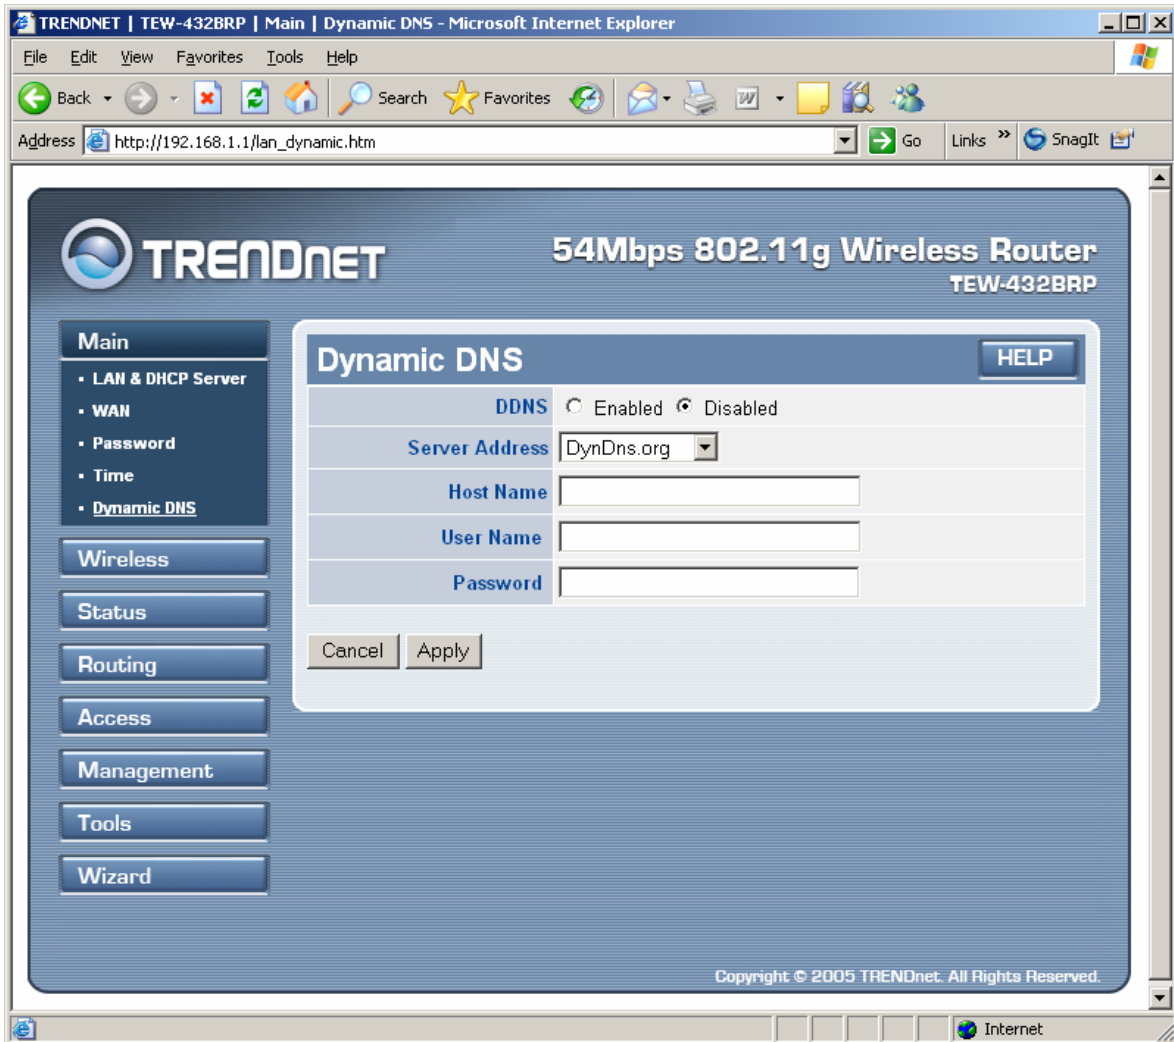 TRENDNET | TEW-432BRP | Main | Dynamic DNS - Microsoft Internet Explorer
File Edit View Favorites Tools Help
Back Search Favorites W
Address http://192.168.1.1/lan_dynamic.htm Go Links » SnagIt
TRENDNET
54Mbps 802.11g Wireless Router
TEW-432BRP
Main
LAN & DHCP Server
WAN
Password
Time
Dynamic DNS
Wireless
Status
Routing
Access
Management
Tools
Wizard
Dynamic DNS HELP
DDNS Enabled Disabled
Server Address DynDns.org
Host Name
User Name
Password
Cancel Apply
Copyright © 2005 TRENDnet. All Rights Reserved.
Internet